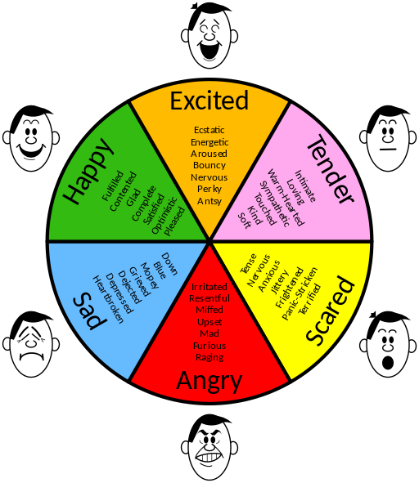 Excited
Ecstatic
Energetic
Aroused
Bouncy
Nervous
Perky
Antsy
Tender
Intimate
Loving
Warm-Hearted
Sympathetic
Touched
Kind
Soft
Scared
Tense
Nervous
Anxious
Jittery
Frightened
Panic-Stricken
Terrified
Angry
Irritated
Resentful
Miffed
Upset
Mad
Furious
Raging
Sad
Down
Blue
Mopey
Grieved
Dejected
Depressed
Heartbroken
Happy
Fulfilled
Contented
Glad
Complete
Satisfied
Optimistic
Pleased